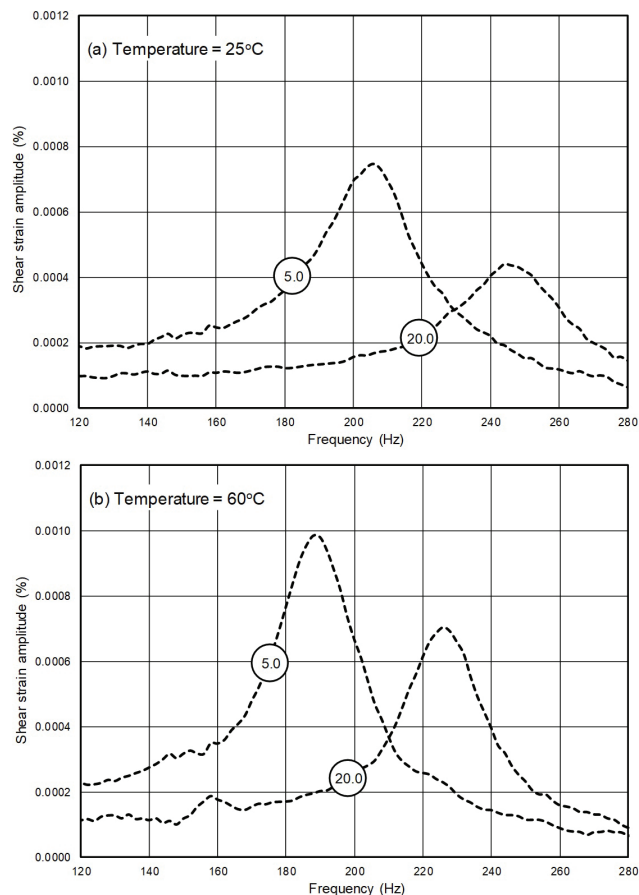 (a) Temperature = 25°C
Shear strain amplitude (%)
0.0012
0.0010
0.0008
0.0006
0.0004
0.0002
0.0000
5.0
20.0
120 140 160 180 200 220 240 260 280
Frequency (Hz)
(b) Temperature = 60°C
Shear strain amplitude (%)
0.0012
0.0010
0.0008
0.0006
0.0004
0.0002
0.0000
5.0
20.0
120 140 160 180 200 220 240 260 280
Frequency (Hz)